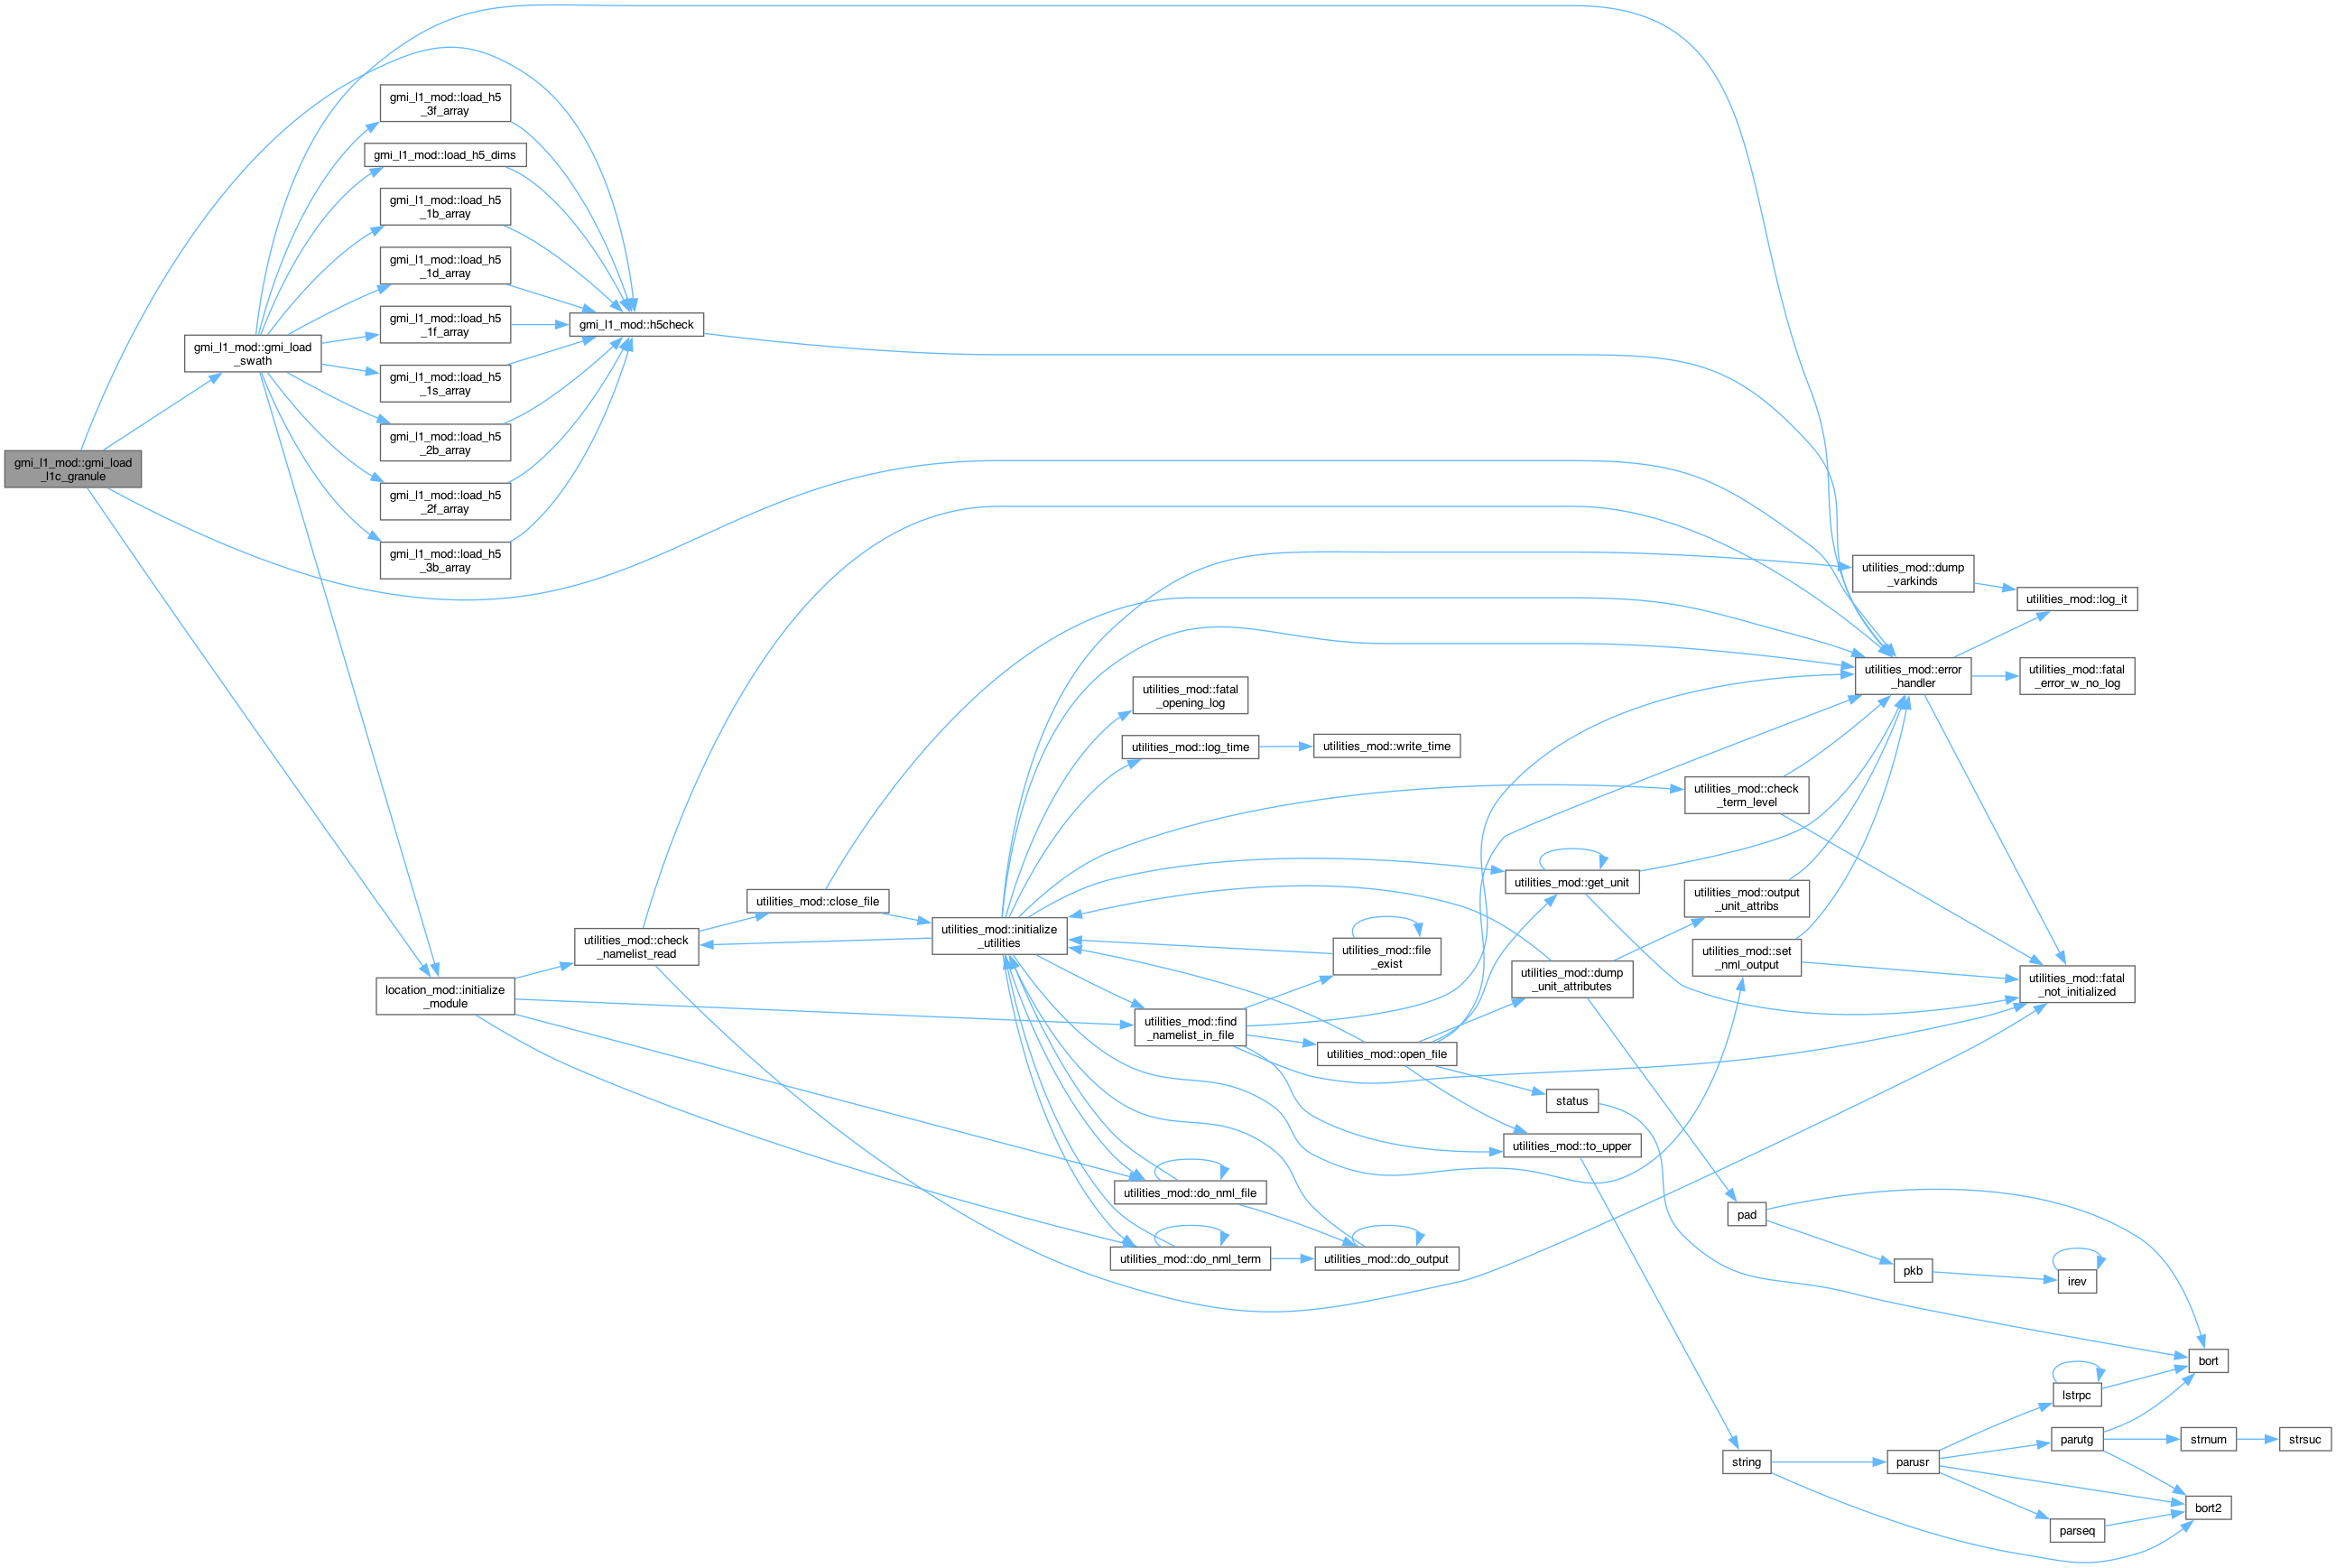 gmi_l1_mod::gmi_load
_l1c_granule
gmi_l1_mod::gmi_load
_swath
gmi_l1_mod::load_h5
_3f_array
gmi_l1_mod::load_h5_dims
gmi_l1_mod::load_h5
_1b_array
gmi_l1_mod::load_h5
_1d_array
gmi_l1_mod::load_h5
_1f_array
gmi_l1_mod::load_h5
_1s_array
gmi_l1_mod::load_h5
_2b_array
gmi_l1_mod::load_h5
_2f_array
gmi_l1_mod::load_h5
_3b_array
location_mod::initialize
_module
gmi_l1_mod::h5check
utilities_mod::check
_namelist_read
utilities_mod::close_file
utilities_mod::initialize
_utilities
utilities_mod::fatal
_opening_log
utilities_mod::log_time
utilities_mod::find
_namelist_in_file
utilities_mod::do_nml_file
utilities_mod::do_nml_term
utilities_mod::write_time
utilities_mod::file
_exist
utilities_mod::open_file
utilities_mod::do_output
utilities_mod::get_unit
utilities_mod::dump
_unit_attributes
status
utilities_mod::to_upper
utilities_mod::check
_term_level
utilities_mod::output
_unit_attribs
utilities_mod::set
_nml_output
pad
string
utilities_mod::dump
_varkinds
utilities_mod::error
_handler
pkb
parusr
utilities_mod::log_it
utilities_mod::fatal
_error_w_no_log
utilities_mod::fatal
_not_initialized
irev
lstrpc
parutg
parseq
bort
strnum
bort2
strsuc